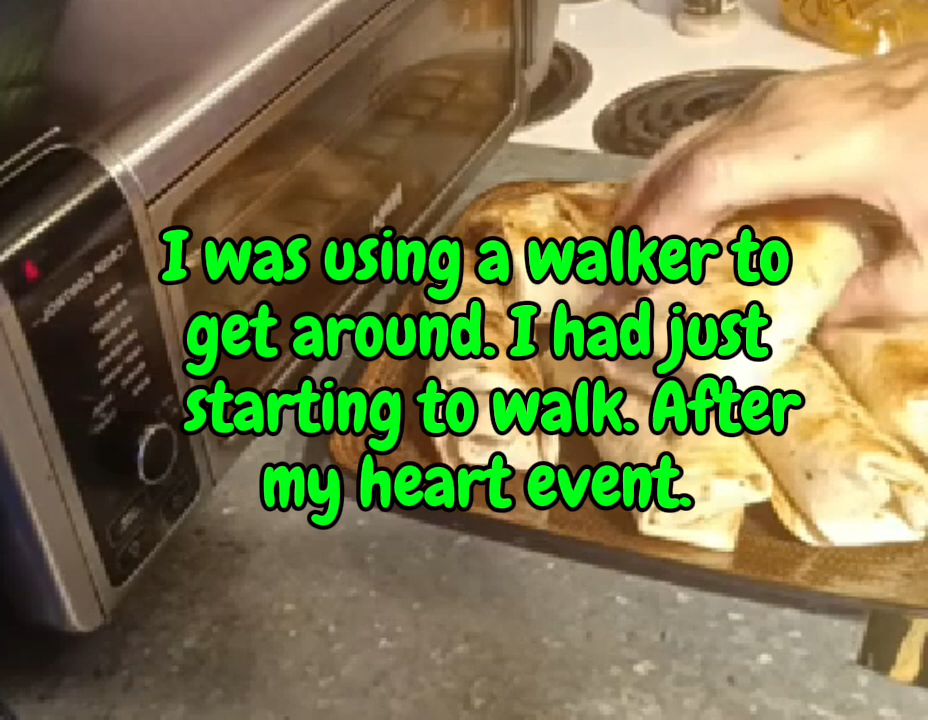 I was using a walker to
get around. I had just
starting to walk. After
my heart event.